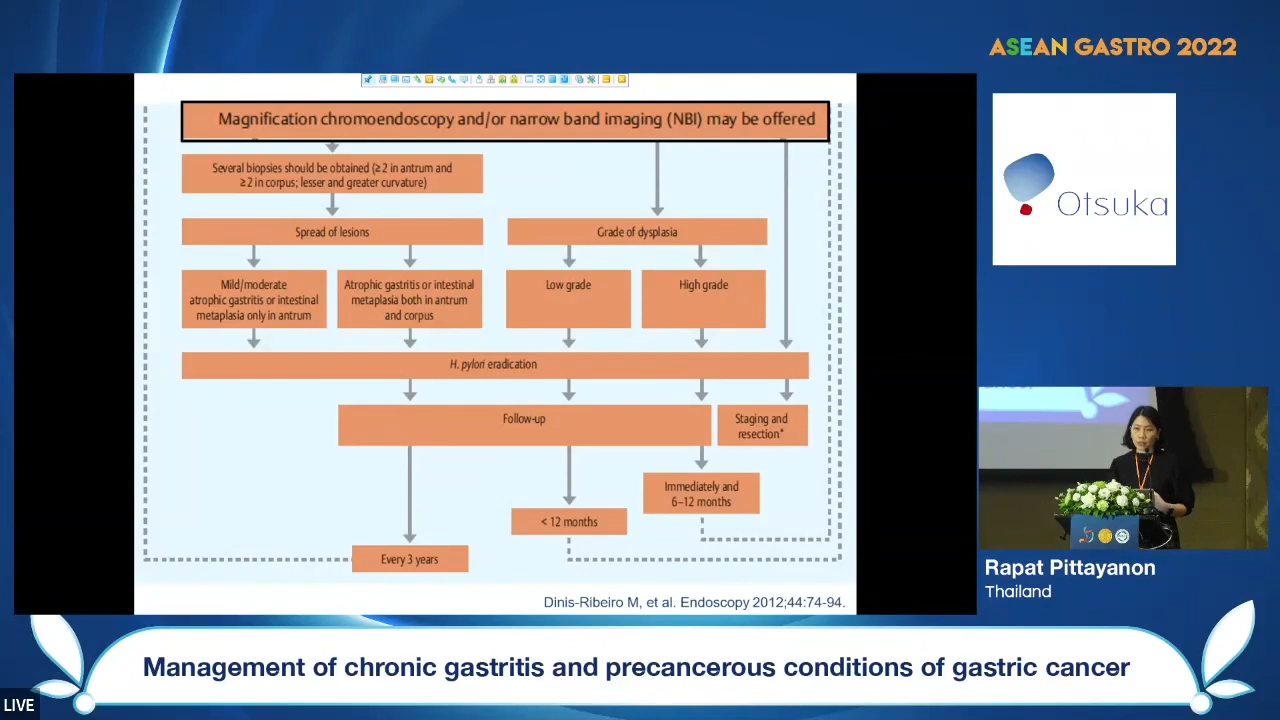 ASEAN GASTRO 2022
Magnification chromoendoscopy and/or narrow band imaging (NBI) may be offered
Several biopsies should be obtained (≥2 in antrum and
≥2 in corpus; lesser and greater curvature)
Spread of lesions
Grade of dysplasia
Mild/moderate
atrophic gastritis or intestinal
metaplasia only in antrum
Atrophic gastritis or intestinal
metaplasia both in antrum
and corpus
Low grade
High grade
H. pylori eradication
Follow-up
Staging and
resection*
Immediately and
6–12 months
< 12 months
Every 3 years
Dinis-Ribeiro M, et al. Endoscopy 2012;44:74-94.
Otsuka
Rapat Pittayanon
Thailand
Management of chronic gastritis and precancerous conditions of gastric cancer
LIVE